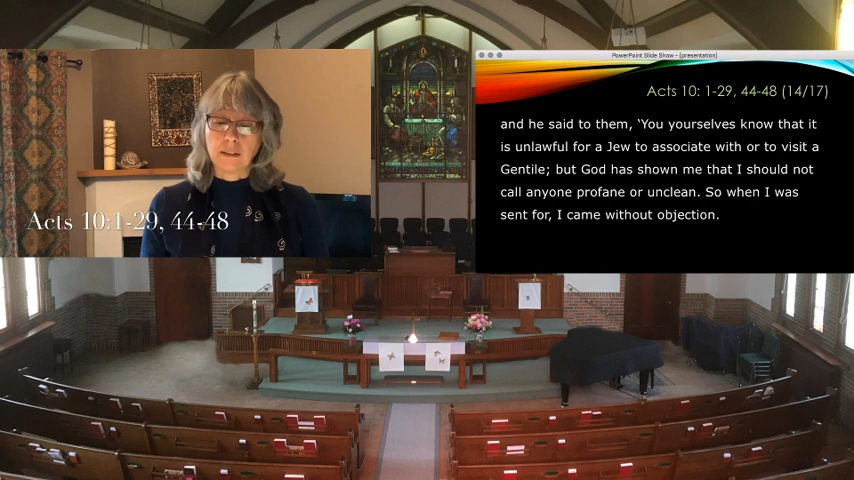 PowerPoint Slide Show - [presentation]
Acts 10: 1-29, 44-48 (14/17)
and he said to them, ‘You yourselves know that it
is unlawful for a Jew to associate with or to visit a
Gentile; but God has shown me that I should not
call anyone profane or unclean. So when I was
sent for, I came without objection.
Acts 10:1-29, 44-48